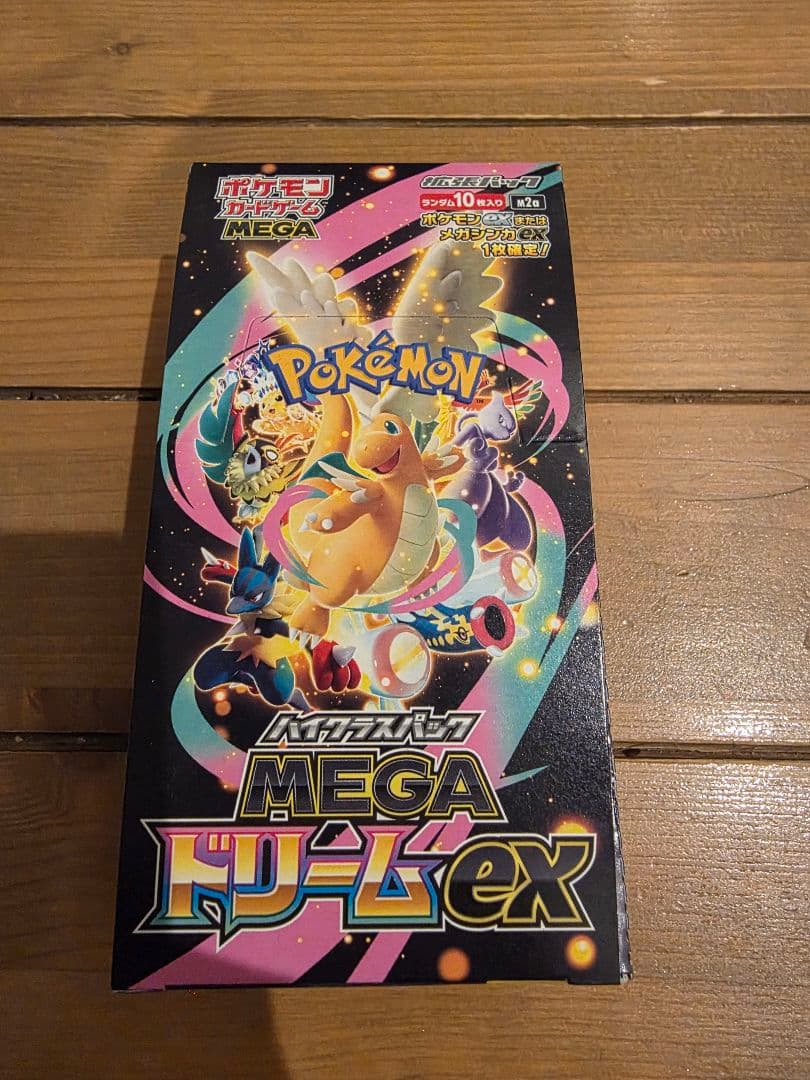 ポケモン
カードゲーム
MEGA
拡張パック
ランダム10枚入り M2a
ポケモンexまたは
メガシンカex
1枚確定!
POKéMON
TM
ハイクラスパック
MEGA
ドリームex